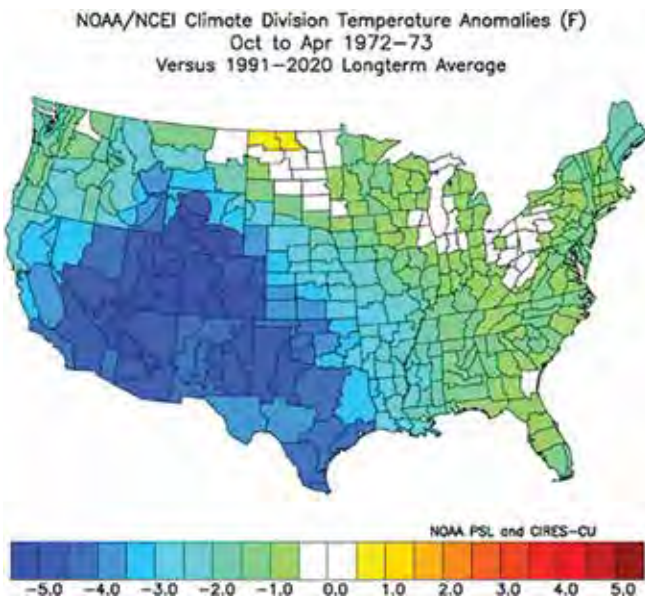 NOAA/NCEI Climate Division Temperature Anomalies (F)
Oct to Apr 1972-73
Versus 1991-2020 Longterm Average
NOAA PSL and CIRES-CU
-5.0 -4.0 -3.0 -2.0 -1.0 0.0 1.0 2.0 3.0 4.0 5.0